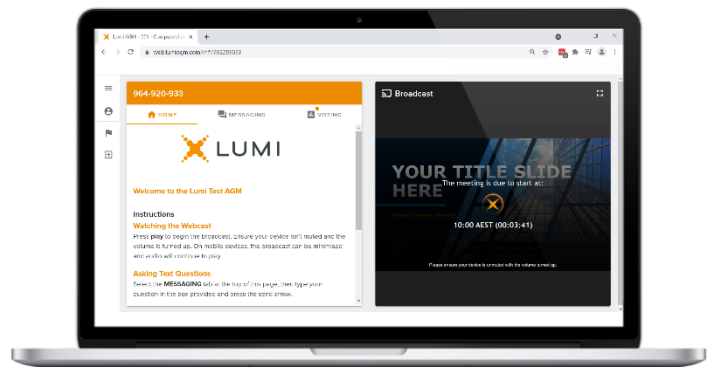 964-920-933
HOME
MESSAGING
VOTING
LUMI
Welcome to the Lumi Test AGM
Instructions
Watching the Webcast
Press play to begin the broadcast. Ensure your device isn't muted and the
volume is turned up. On mobile devices, the broadcast can be minimised
and audio will continue to play.
Asking Text Questions
Select the MESSAGING tab at the top of this page, then type your
question in the box provided and press the send arrow.
Broadcast
YOUR TITLE SLIDE
HERE
The meeting is due to start at:
10:00 AEST (00:03:41)
Please ensure your device is unmuted with the volume turned up.